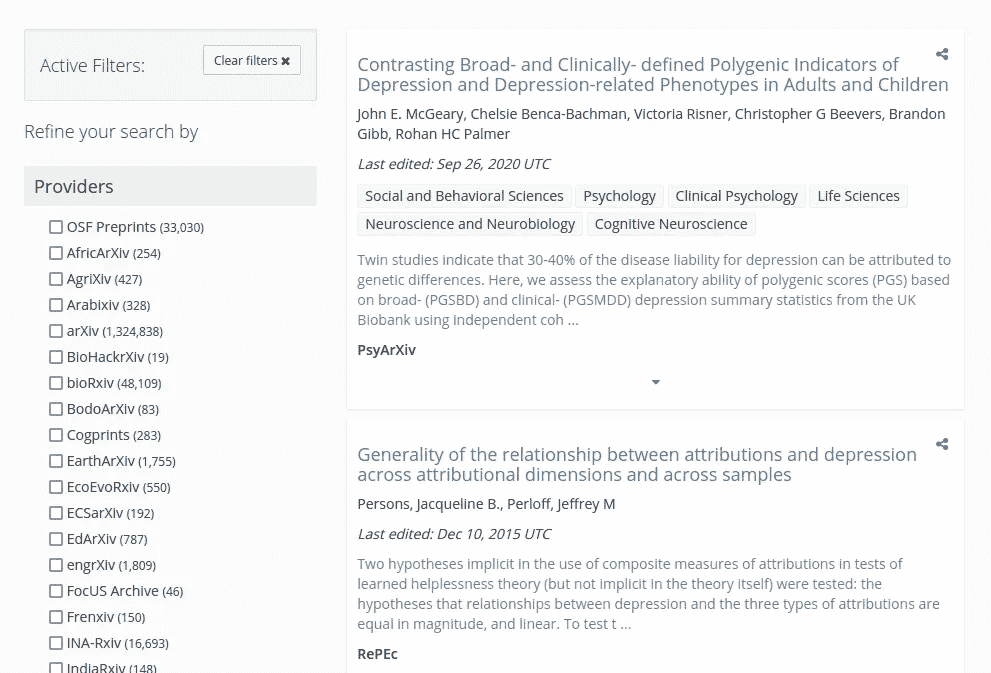 Active Filters:
Clear filters ✖
Refine your search by
Providers
OSF Preprints (33,030)
AfricArXiv (254)
AgriXiv (427)
Arabixiv (328)
arXiv (1,324,838)
BioHackrXiv (19)
bioRxiv (48,109)
BodoArXiv (83)
Cogprints (283)
EarthArXiv (1,755)
EcoEvoRxiv (550)
ECSarXiv (192)
EdArXiv (787)
engrXiv (1,809)
FocUS Archive (46)
Frenxiv (150)
INA-Rxiv (16,693)
IndiaRxiv (148)
Contrasting Broad- and Clinically- defined Polygenic Indicators of
Depression and Depression-related Phenotypes in Adults and Children
John E. McGeary, Chelsie Benca-Bachman, Victoria Risner, Christopher G Beevers, Brandon
Gibb, Rohan HC Palmer
Last edited: Sep 26, 2020 UTC
Social and Behavioral Sciences Psychology Clinical Psychology Life Sciences
Neuroscience and Neurobiology Cognitive Neuroscience
Twin studies indicate that 30-40% of the disease liability for depression can be attributed to
genetic differences. Here, we assess the explanatory ability of polygenic scores (PGS) based
on broad- (PGSBD) and clinical- (PGSMDD) depression summary statistics from the UK
Biobank using independent coh ...
PsyArXiv
Generality of the relationship between attributions and depression
across attributional dimensions and across samples
Persons, Jacqueline B., Perloff, Jeffrey M
Last edited: Dec 10, 2015 UTC
Two hypotheses implicit in the use of composite measures of attributions in tests of
learned helplessness theory (but not implicit in the theory itself) were tested: the
hypotheses that relationships between depression and the three types of attributions are
equal in magnitude, and linear. To test t ...
RePEc